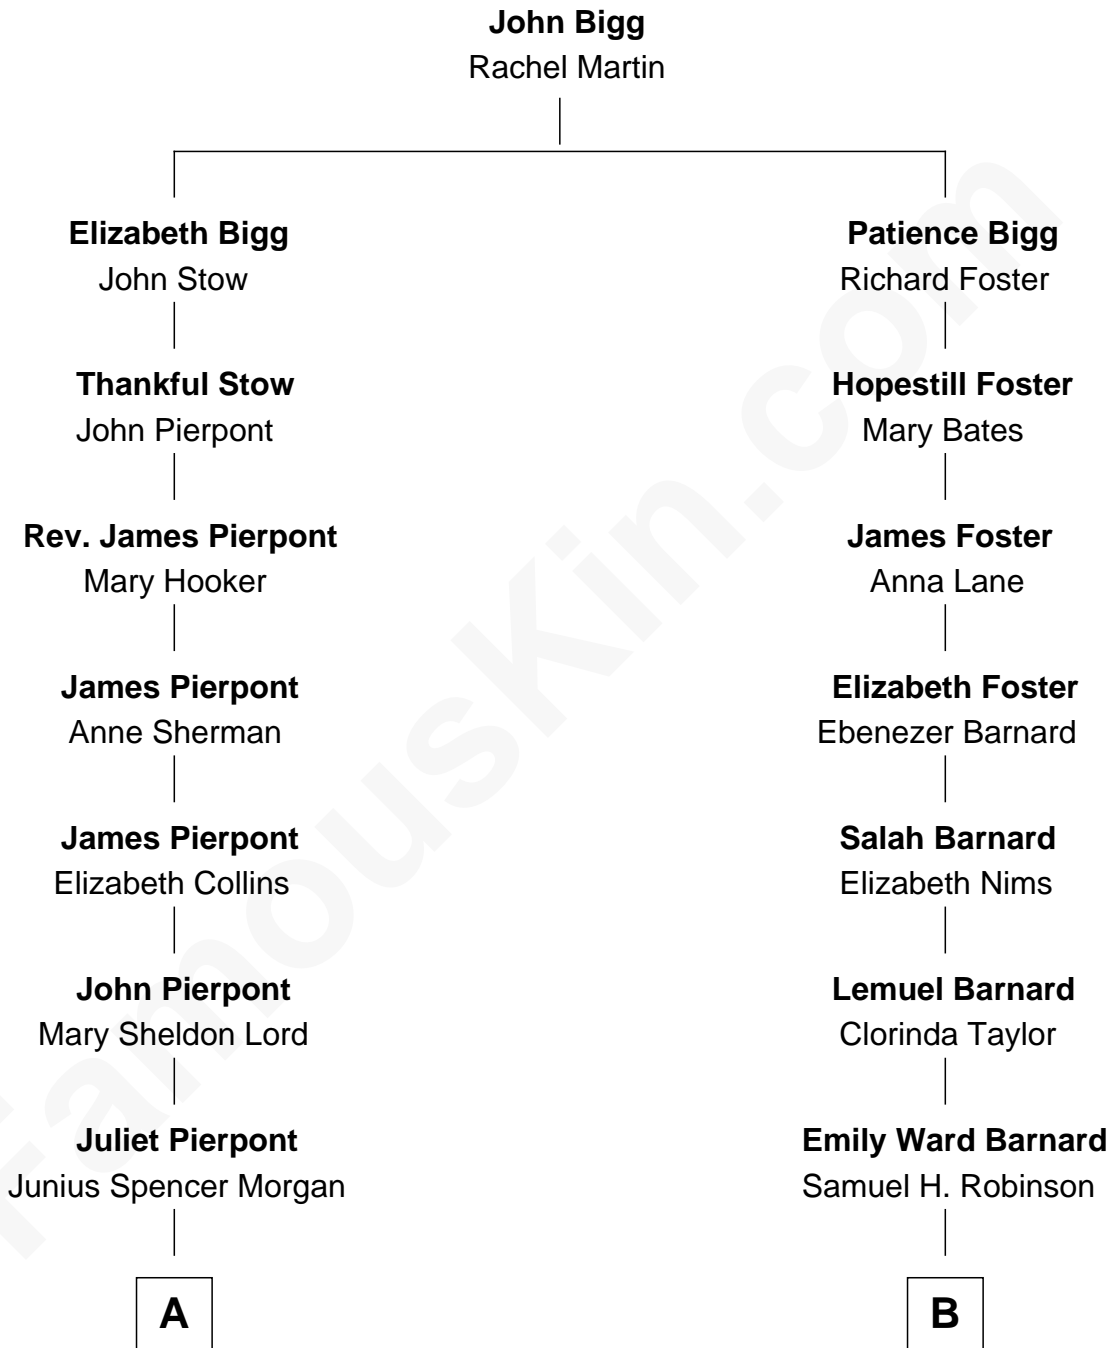 John Bigg
Rachel Martin
Elizabeth Bigg
John Stow
Patience Bigg
Richard Foster
Thankful Stow
John Pierpont
Hopestill Foster
Mary Bates
Rev. James Pierpont
Mary Hooker
James Foster
Anna Lane
James Pierpont
Anne Sherman
Elizabeth Foster
Ebenezer Barnard
James Pierpont
Elizabeth Collins
Salah Barnard
Elizabeth Nims
John Pierpont
Mary Sheldon Lord
Lemuel Barnard
Clorinda Taylor
Juliet Pierpont
Junius Spencer Morgan
Emily Ward Barnard
Samuel H. Robinson
A
B
FamousKin.com